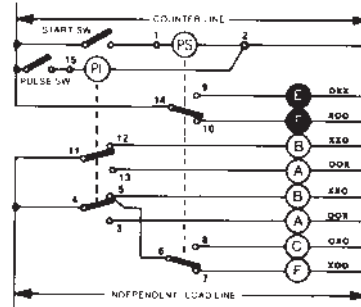 COUNTER LINE
START SW
1 PS 2
15 PI
PULSE SW
9 E OXX
14
10 F XOO
12 B XXO
11
13 A OOX
5 B
4
3 A OOX
8 C OXO
6
7 F XOO
INDEPENDENT LOAD LINE